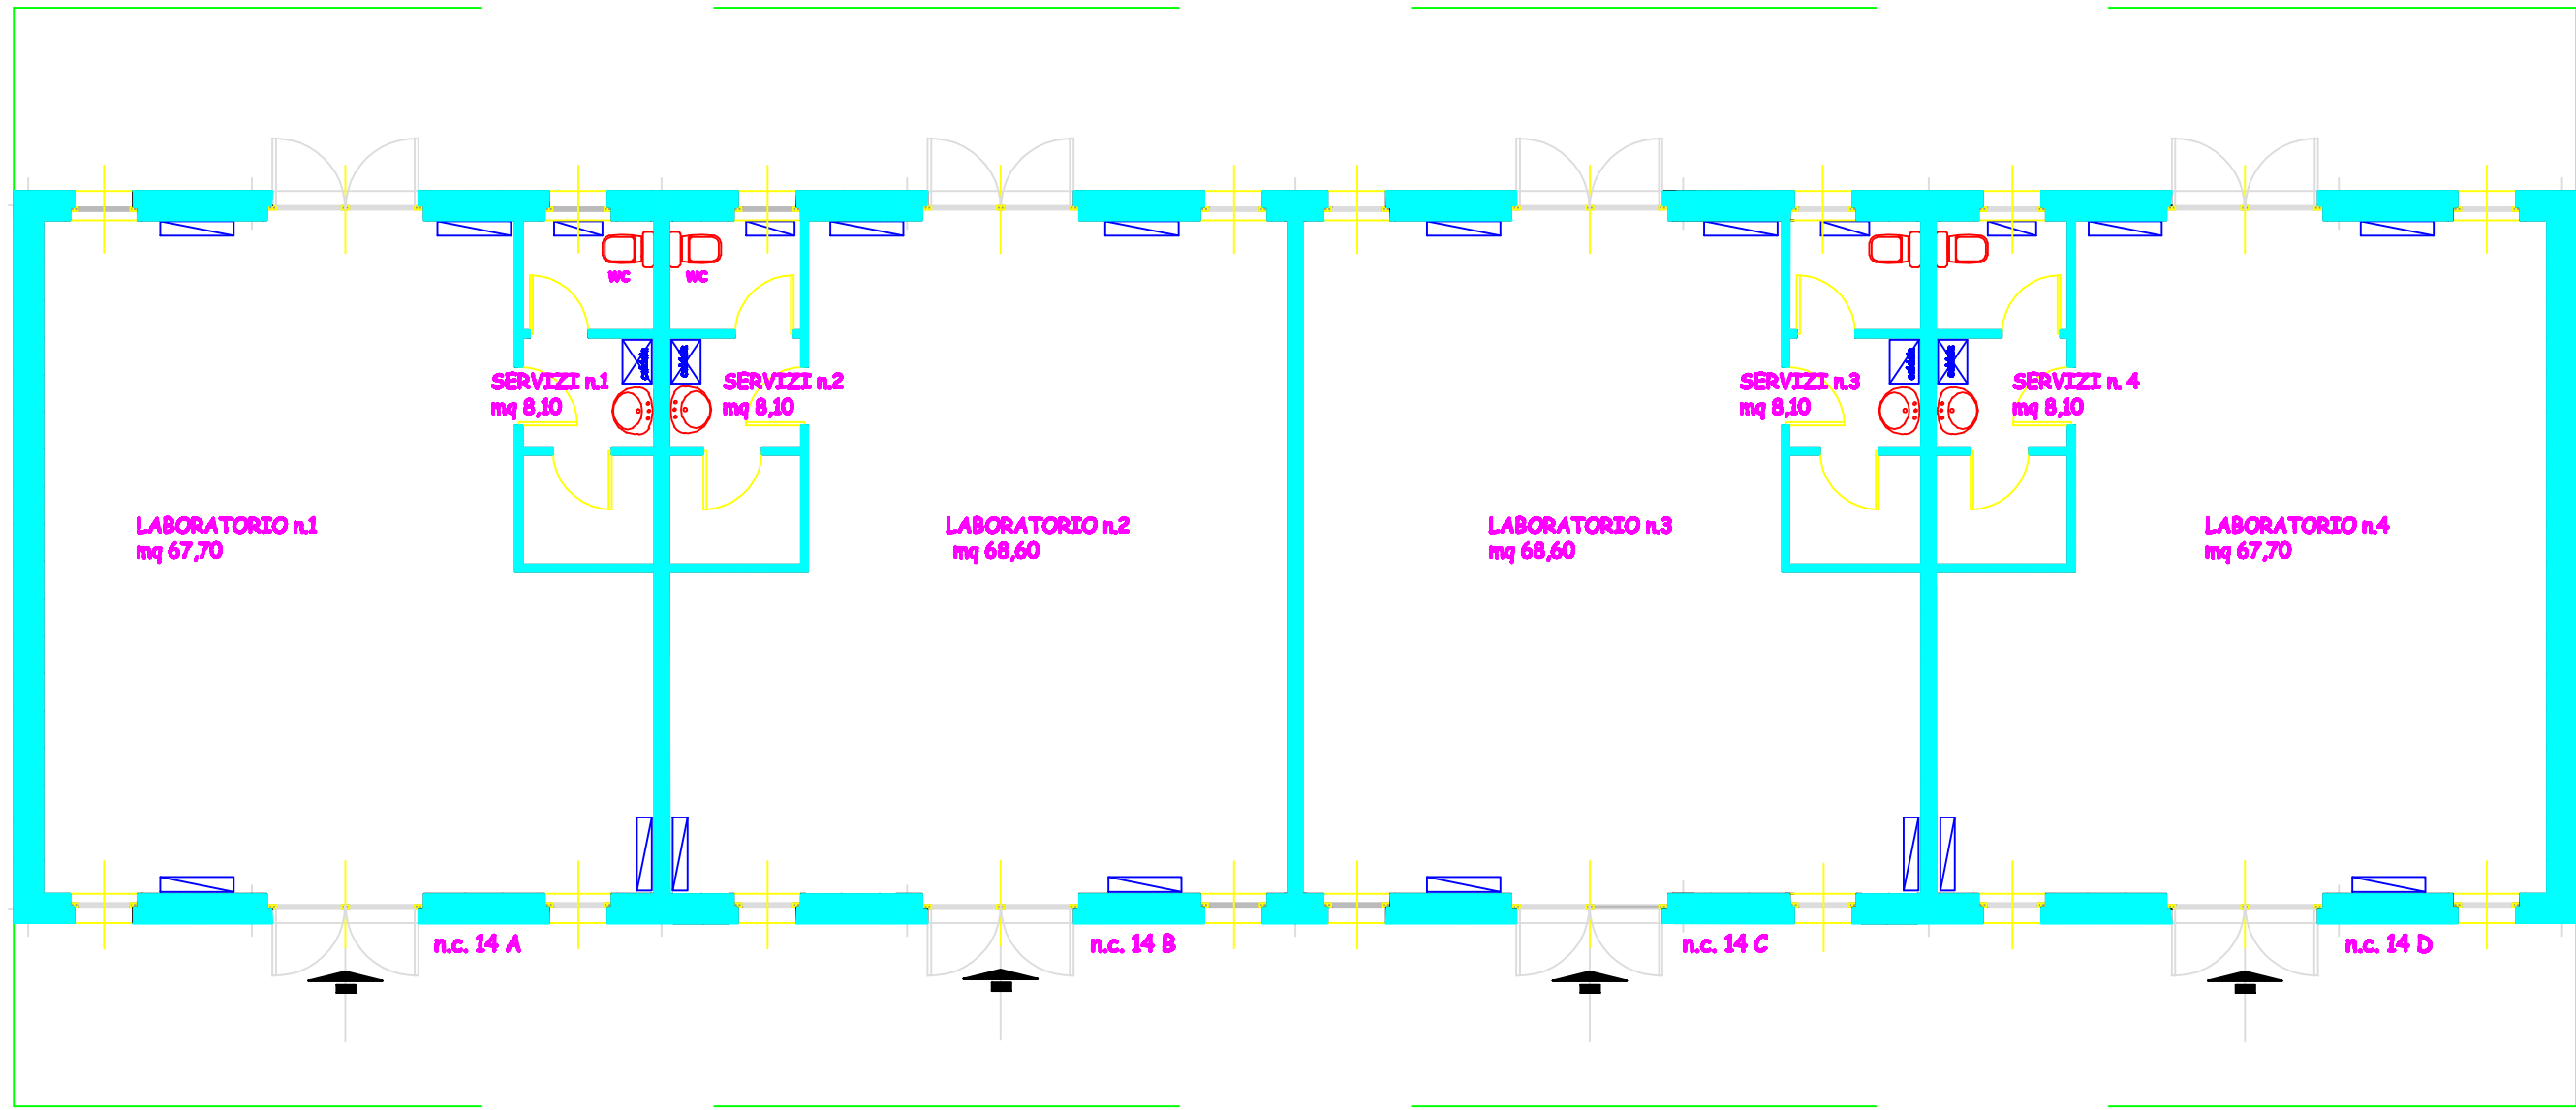 wc
wc
SERVIZI n.1
mq 8,10
SERVIZI n.2
mq 8,10
SERVIZI n.3
mq 8,10
SERVIZI n. 4
mq 8,10
LABORATORIO n.1
mq 67,70
LABORATORIO n.2
mq 68,60
LABORATORIO n.3
mq 68,60
LABORATORIO n.4
mq 67,70
n.c. 14 A
n.c. 14 B
n.c. 14 C
n.c. 14 D